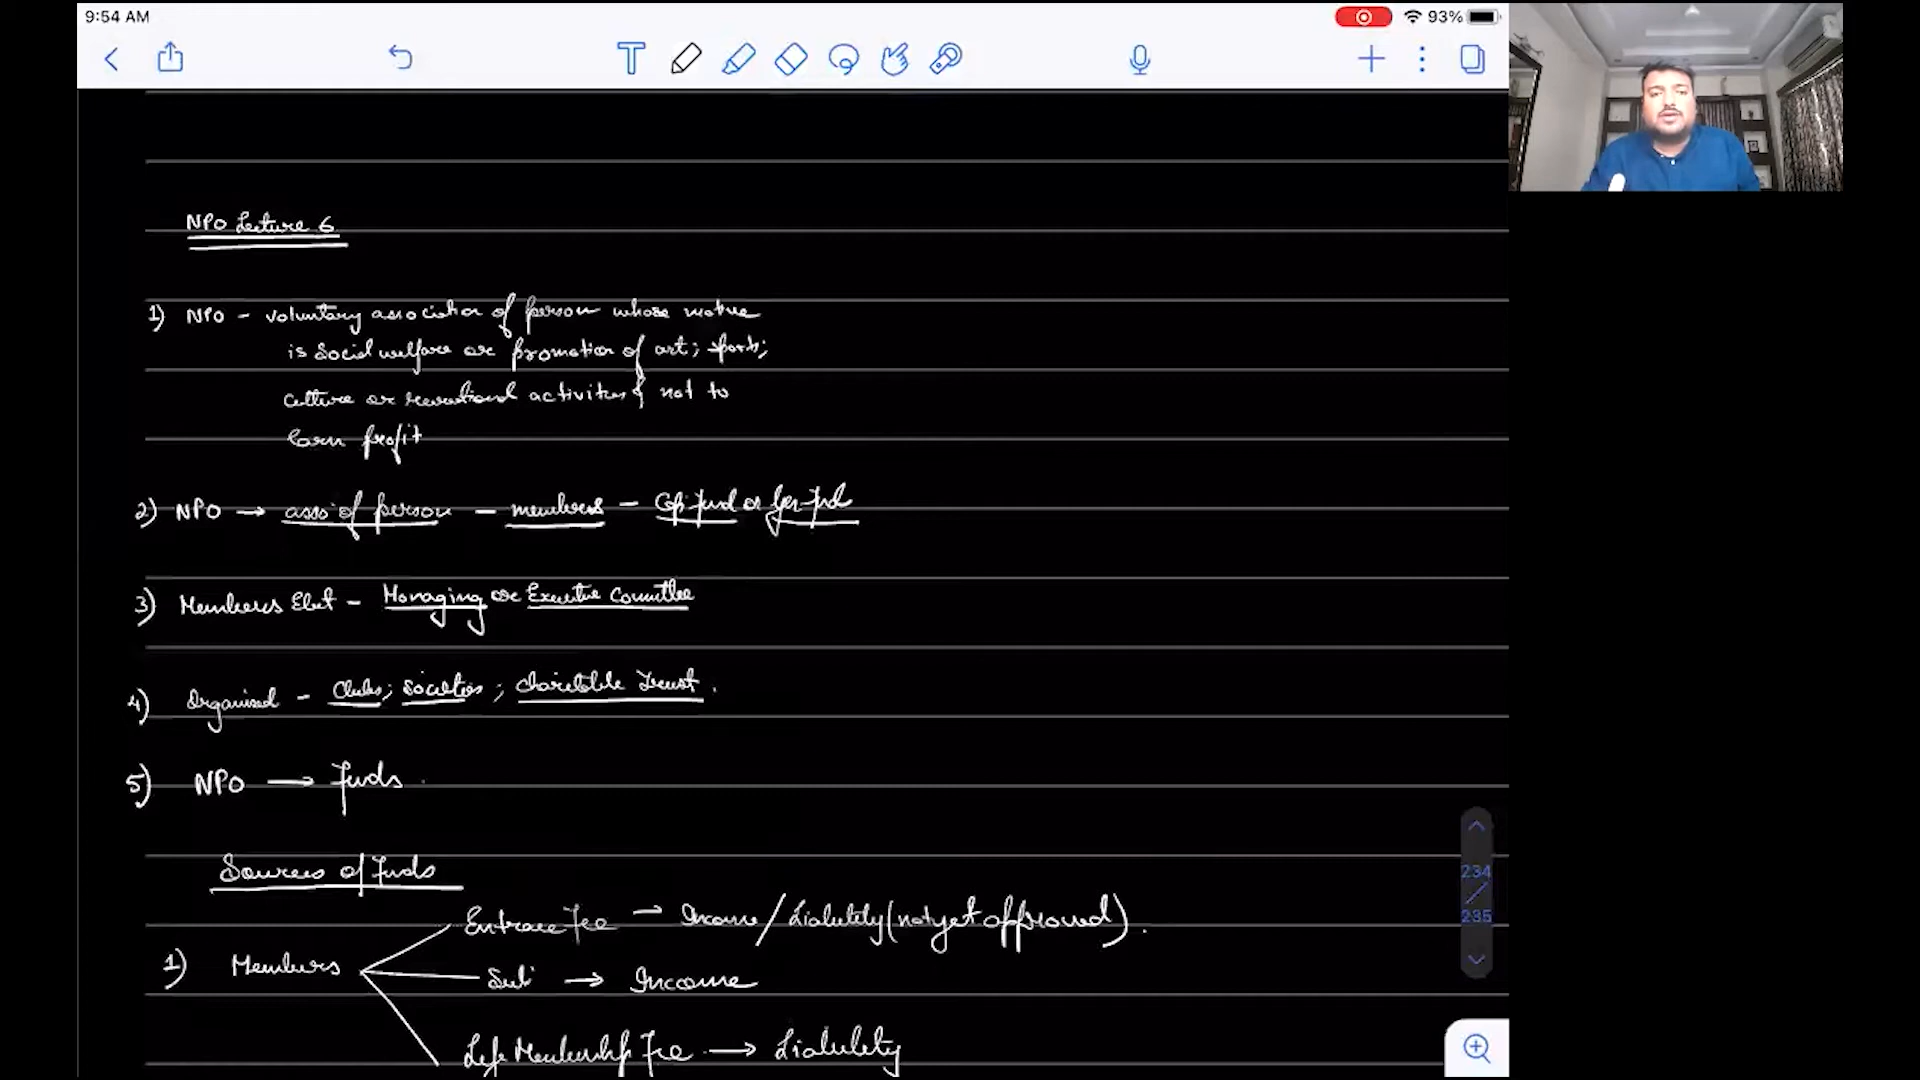 9:54 AM
93%
NPO Lecture 6
1) NPO - voluntary association of person whose motive
is Social welfare or promotion of art; sports;
culture or recreational activities & not to
earn profit
2) NPO → asso of person - members - Cap fund or Gen fund
3) Members Elect - Managing or Executive Committee
4) Organised - Clubs; Societies; Charitable Trust.
5) NPO → funds.
Sources of funds
1) Members
Entrace Fee → Income/Liability (not yet approved).
Sub → Income
Life Membership Fee → Liability
234
235